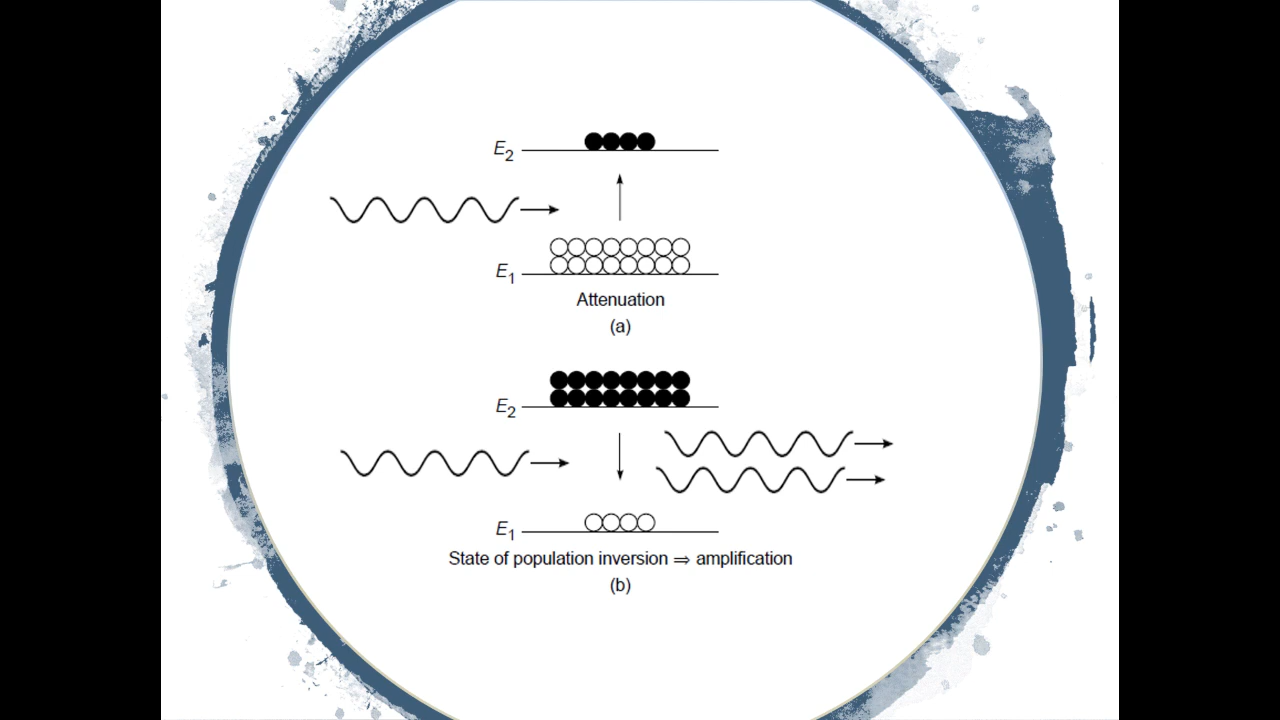 E2
E1
Attenuation
(a)
E2
E1
State of population inversion ⇒ amplification
(b)